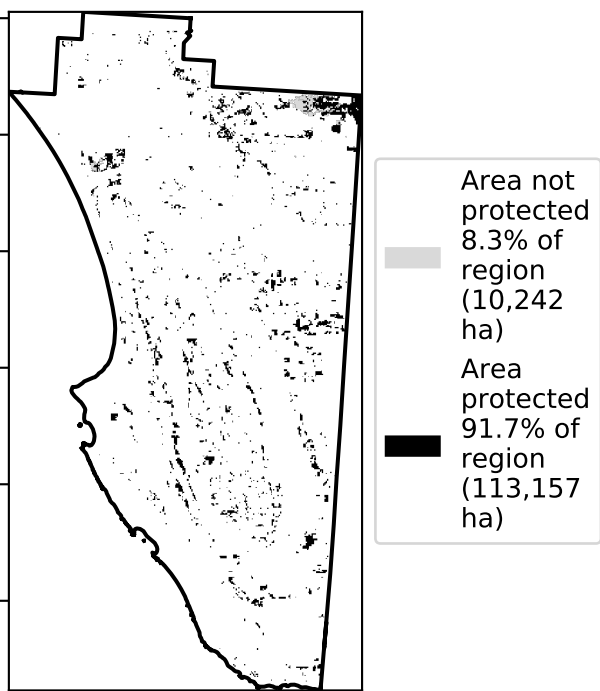 Area not
protected
8.3% of
region
(10,242
ha)
Area
protected
91.7% of
region
(113,157
ha)